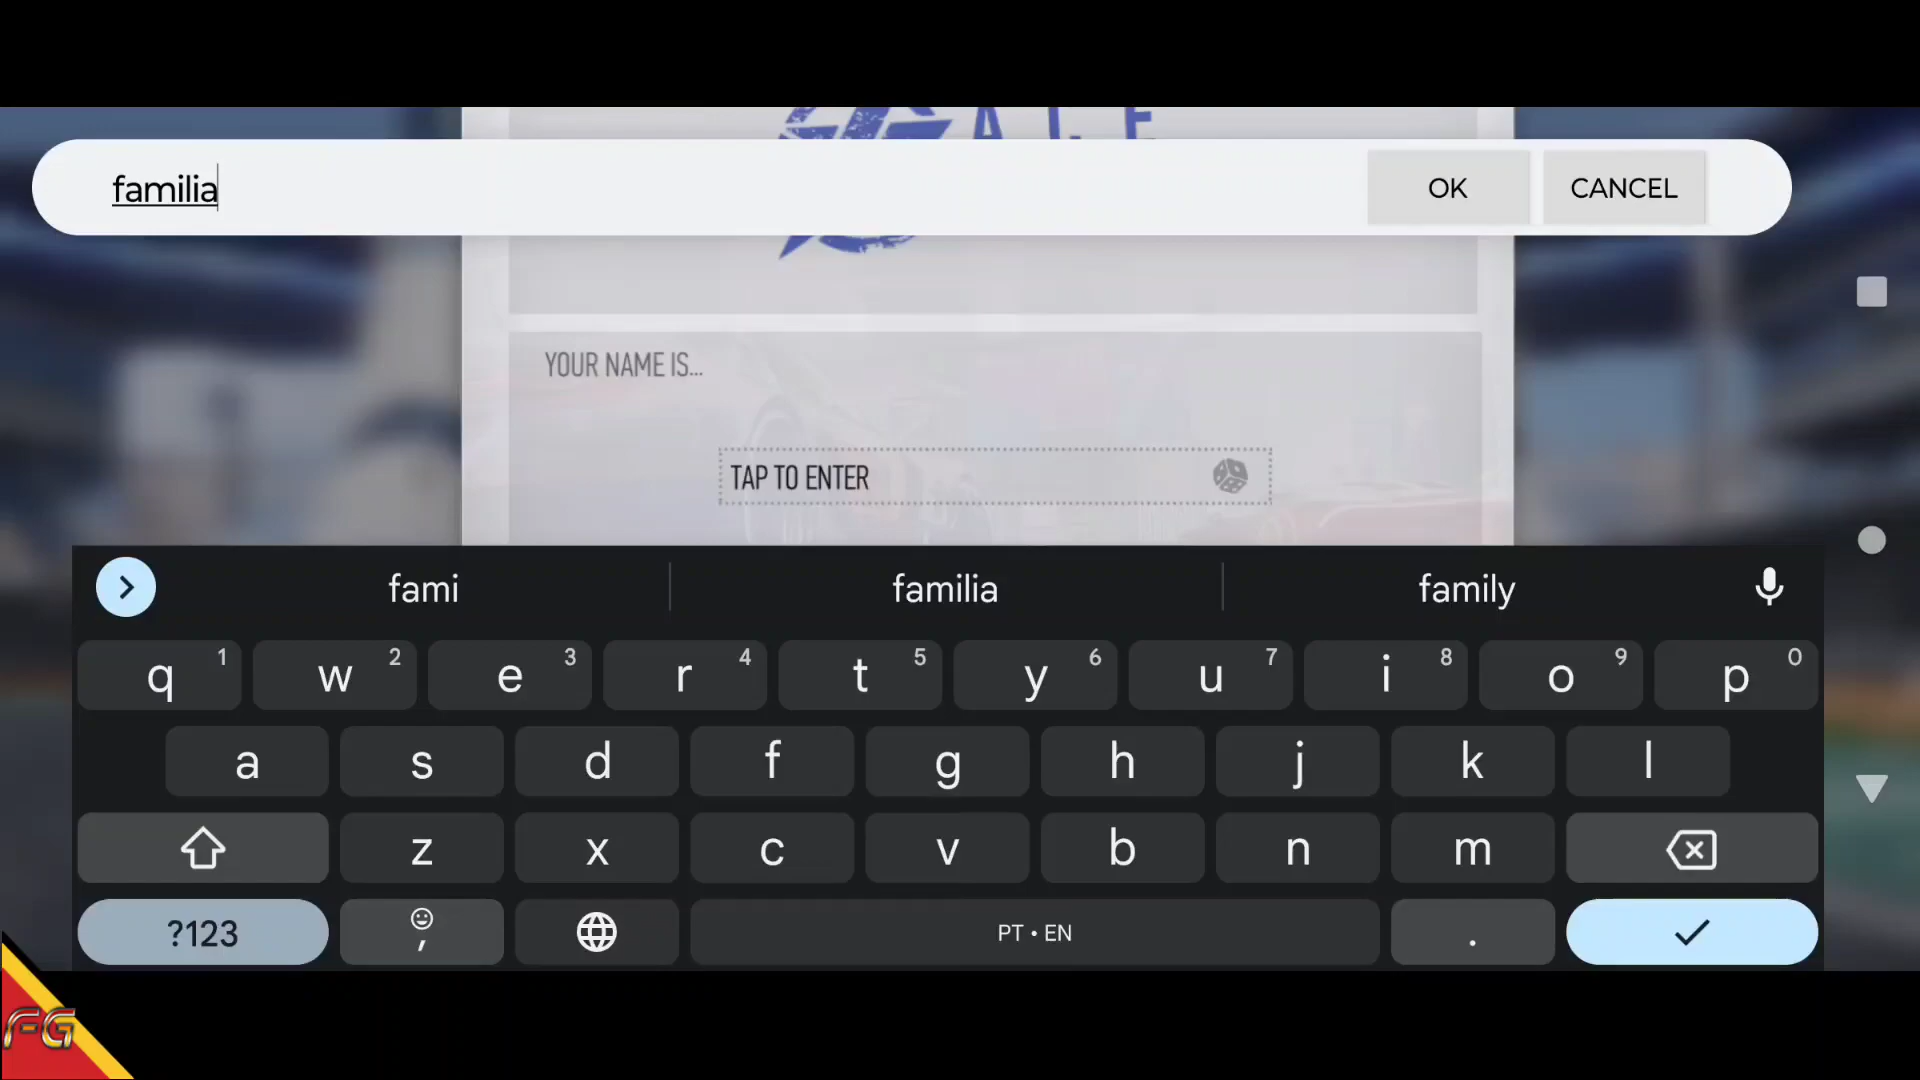 ACE
familia
OK
CANCEL
YOUR NAME IS...
TAP TO ENTER
fami
familia
family
q 1 w 2 e 3 r 4 t 5 y 6 u 7 i 8 o 9 p 0
a s d f g h j k l
z x c v b n m
?123
,
PT • EN
.
FG